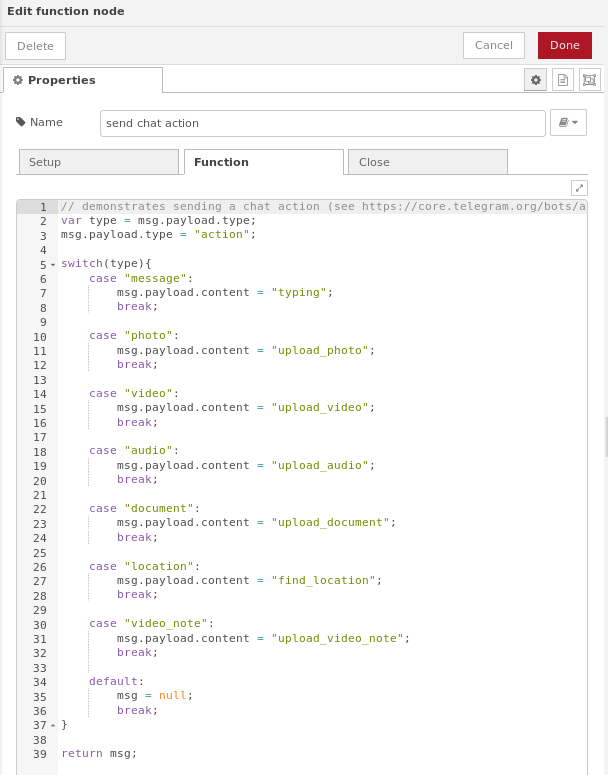 Edit function node
Delete
Cancel
Done
Properties
Name
send chat action
Setup
Function
Close
1 // demonstrates sending a chat action (see https://core.telegram.org/bots/a
2 var type = msg.payload.type;
3 msg.payload.type = "action";
4
5 switch(type){
6 case "message":
7 msg.payload.content = "typing";
8 break;
9
10 case "photo":
11 msg.payload.content = "upload_photo";
12 break;
13
14 case "video":
15 msg.payload.content = "upload_video";
16 break;
17
18 case "audio":
19 msg.payload.content = "upload_audio";
20 break;
21
22 case "document":
23 msg.payload.content = "upload_document";
24 break;
25
26 case "location":
27 msg.payload.content = "find_location";
28 break;
29
30 case "video_note":
31 msg.payload.content = "upload_video_note";
32 break;
33
34 default:
35 msg = null;
36 break;
37 }
38
39 return msg;